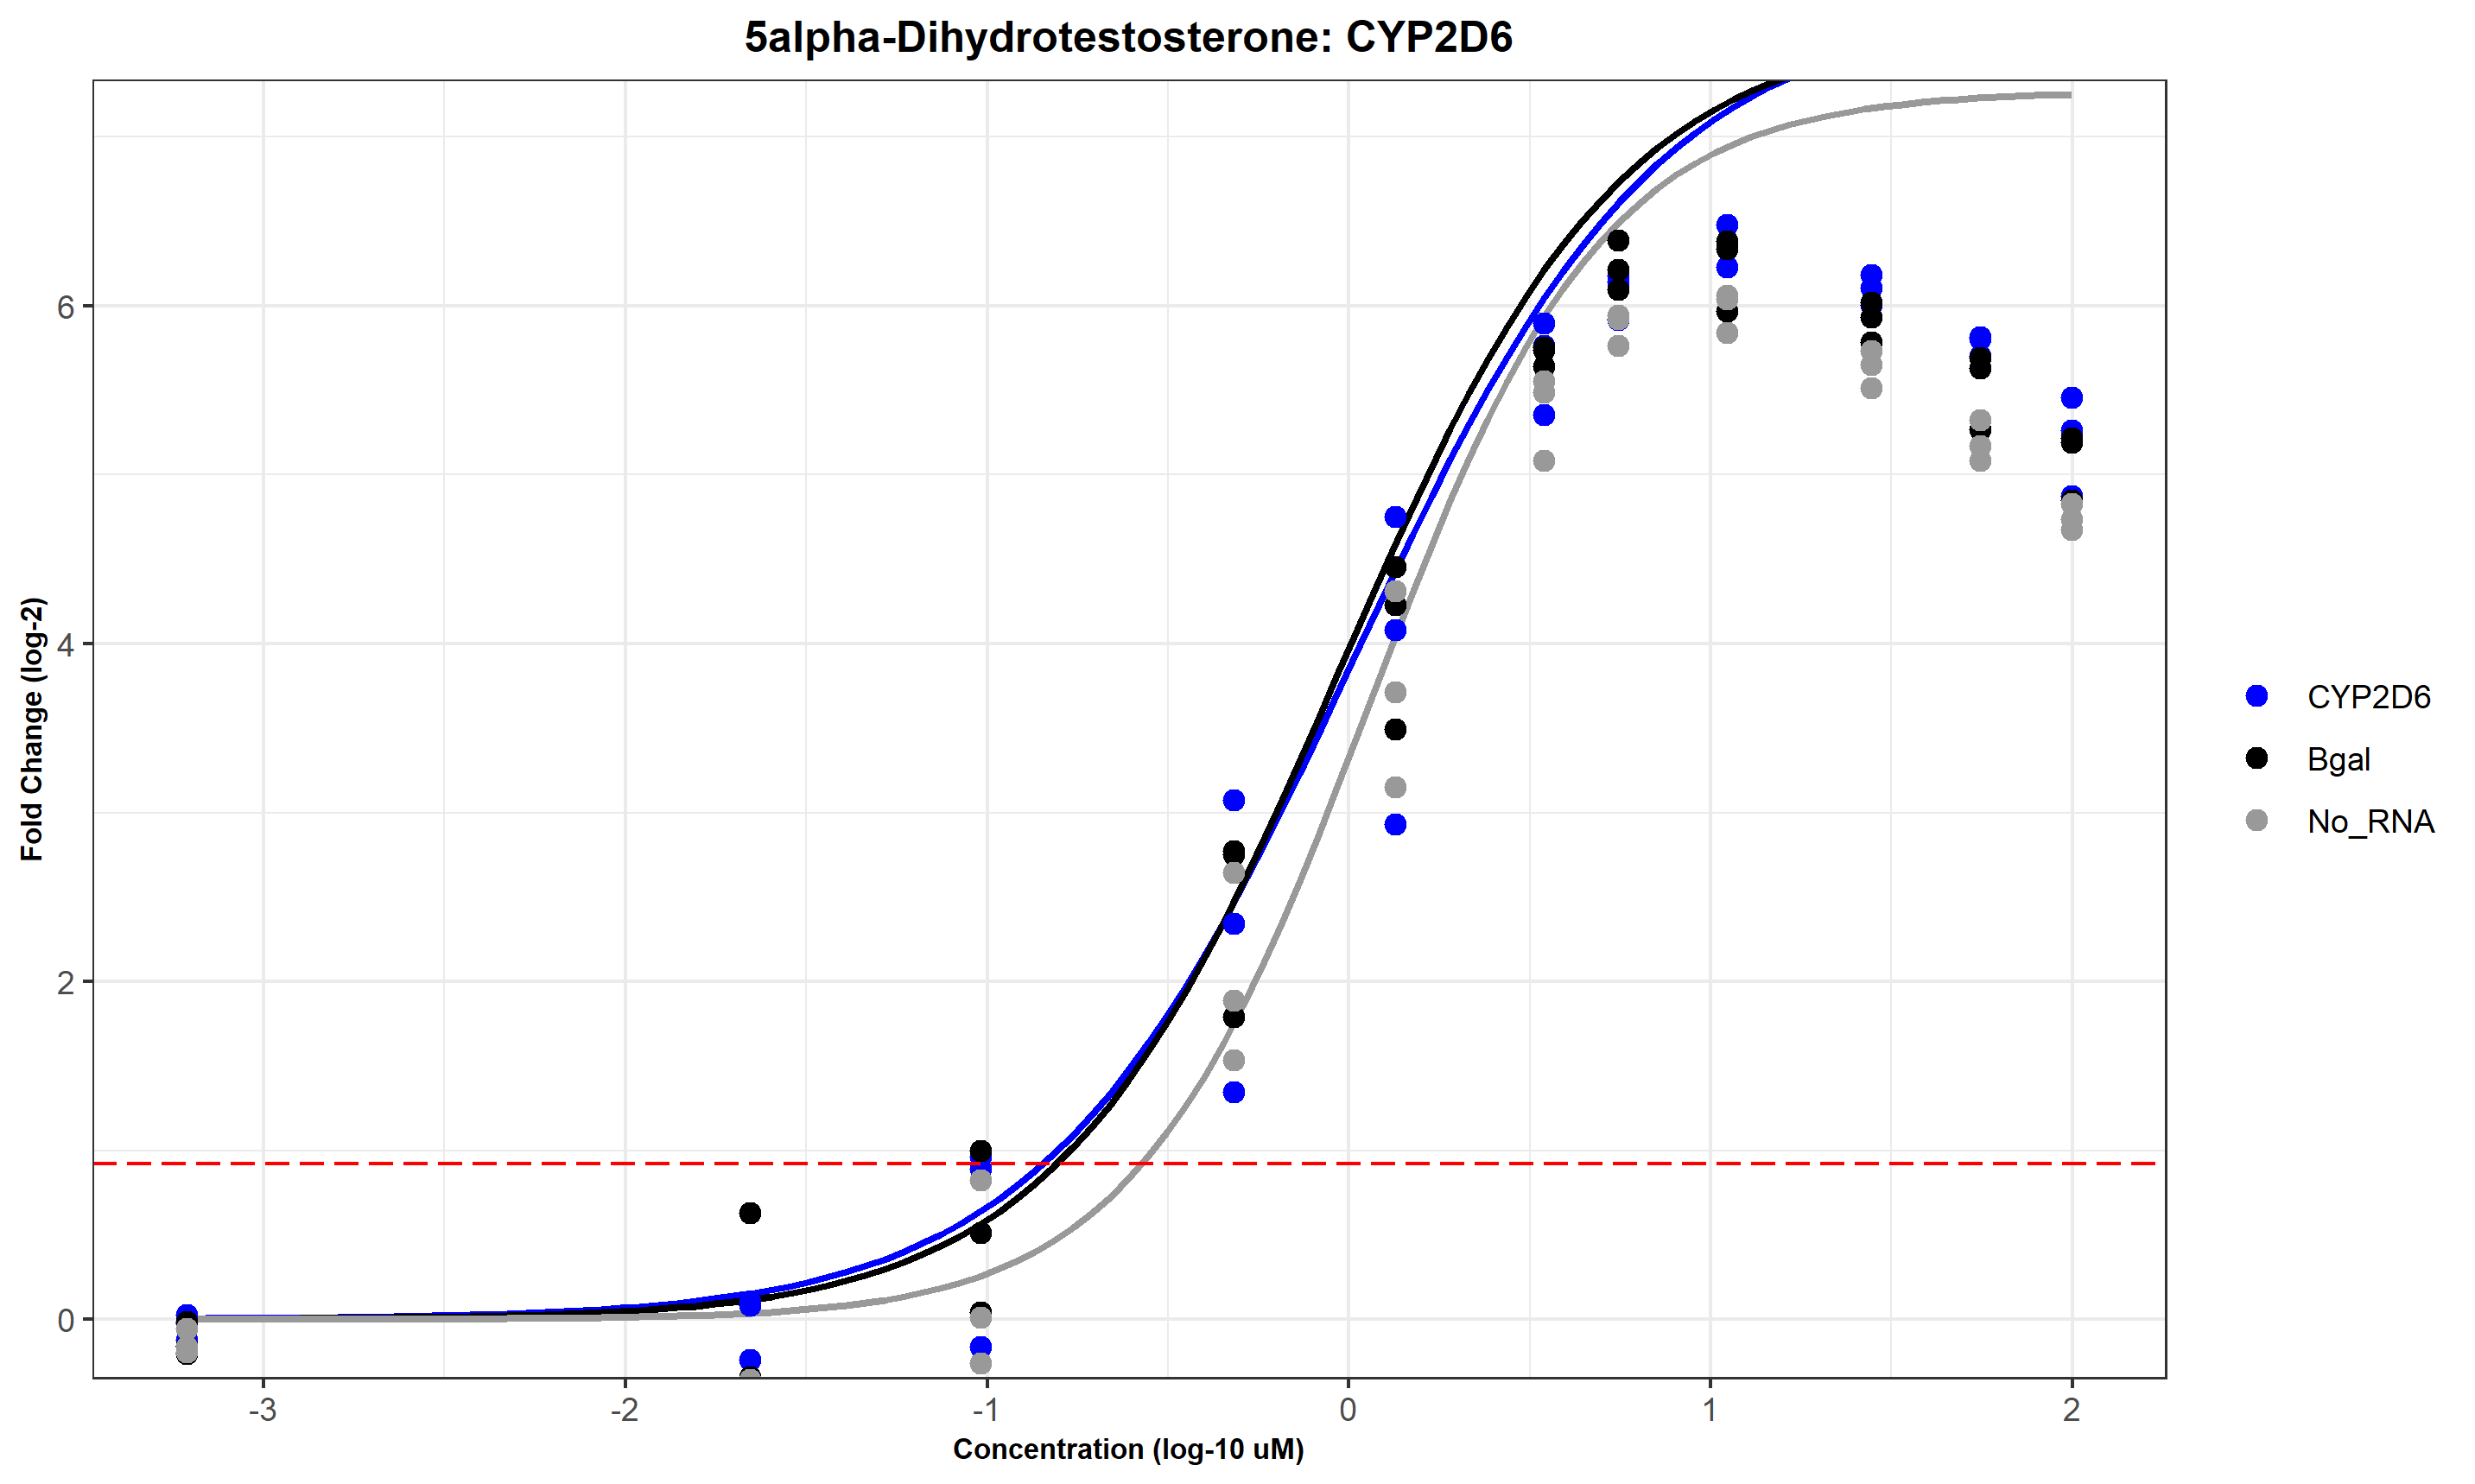 5alpha-Dihydrotestosterone: CYP2D6
Fold Change (log-2)
6
4
2
0
-3
-2
-1
0
1
2
Concentration (log-10 uM)
CYP2D6
Bgal
No_RNA